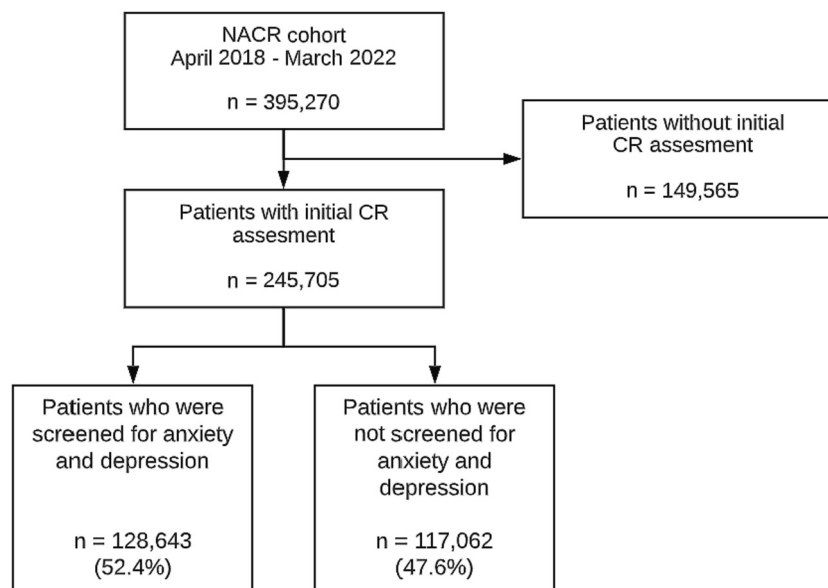 NACR cohort
April 2018 - March 2022
n = 395,270
Patients without initial
CR assesment
n = 149,565
Patients with initial CR
assesment
n = 245,705
Patients who were
screened for anxiety
and depression
n = 128,643
(52.4%)
Patients who were
not screened for
anxiety and
depression
n = 117,062
(47.6%)